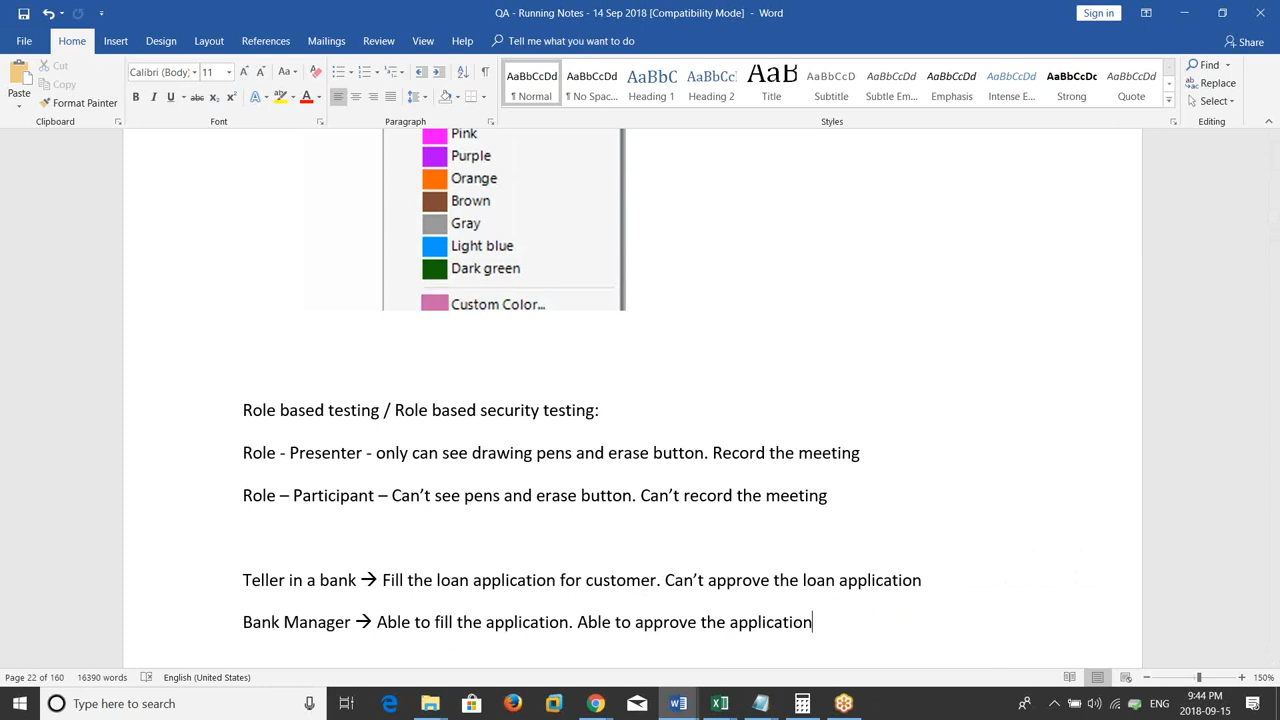 QA - Running Notes - 14 Sep 2018 [Compatibility Mode] - Word
Sign in
File Home Insert Design Layout References Mailings Review View Help Tell me what you want to do Share
Paste
Cut
Copy
Format Painter
Clipboard
Calibri (Body) 11
Font
Paragraph
AaBbCcDd AaBbCcDd AaBbC AaBbCcI AaB AaBbCcD AaBbCcDd AaBbCcDd AaBbCcDd AaBbCcDc AaBbCcDd
¶ Normal ¶ No Spac... Heading 1 Heading 2 Title Subtitle Subtle Em... Emphasis Intense E... Strong Quote
Styles
Find
Replace
Select
Editing
Pink
Purple
Orange
Brown
Gray
Light blue
Dark green
Custom Color...
Role based testing / Role based security testing:
Role - Presenter - only can see drawing pens and erase button. Record the meeting
Role – Participant – Can’t see pens and erase button. Can’t record the meeting
Teller in a bank → Fill the loan application for customer. Can’t approve the loan application
Bank Manager → Able to fill the application. Able to approve the application
Page 22 of 160 16390 words English (United States) 150%
Type here to search
ENG
9:44 PM
2018-09-15